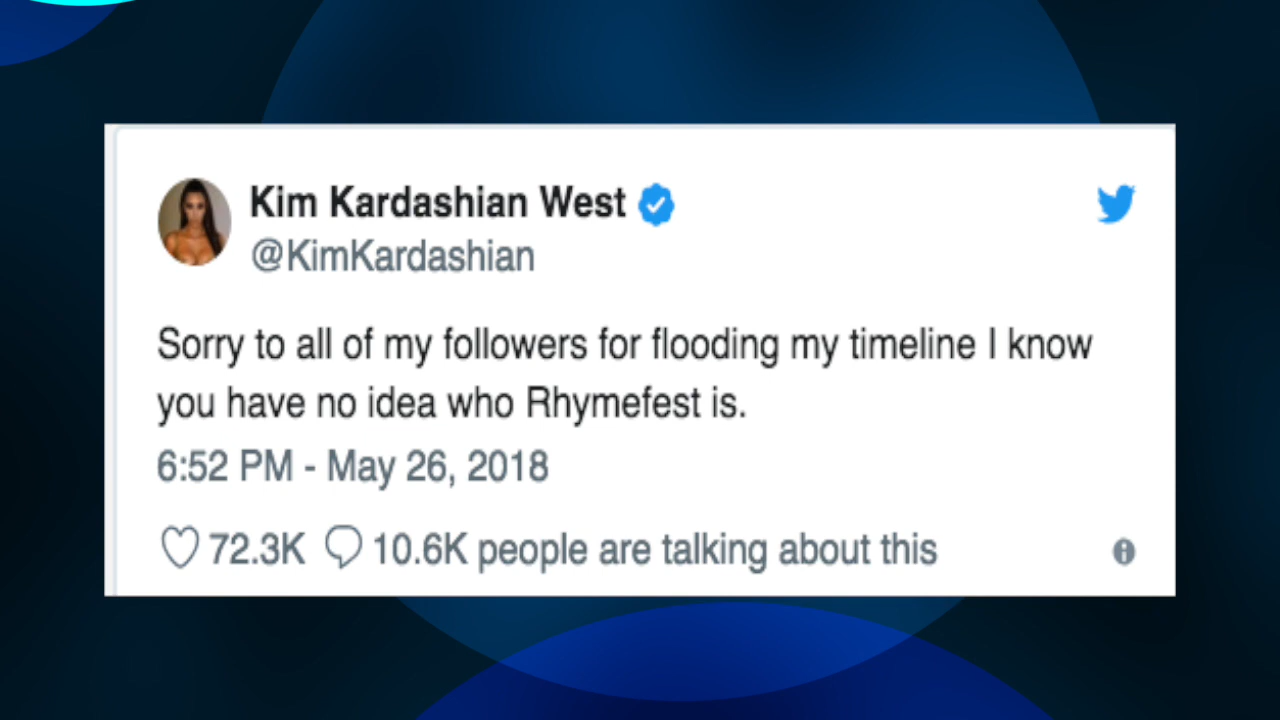 Kim Kardashian West
@KimKardashian
Sorry to all of my followers for flooding my timeline I know
you have no idea who Rhymefest is.
6:52 PM - May 26, 2018
72.3K 10.6K people are talking about this